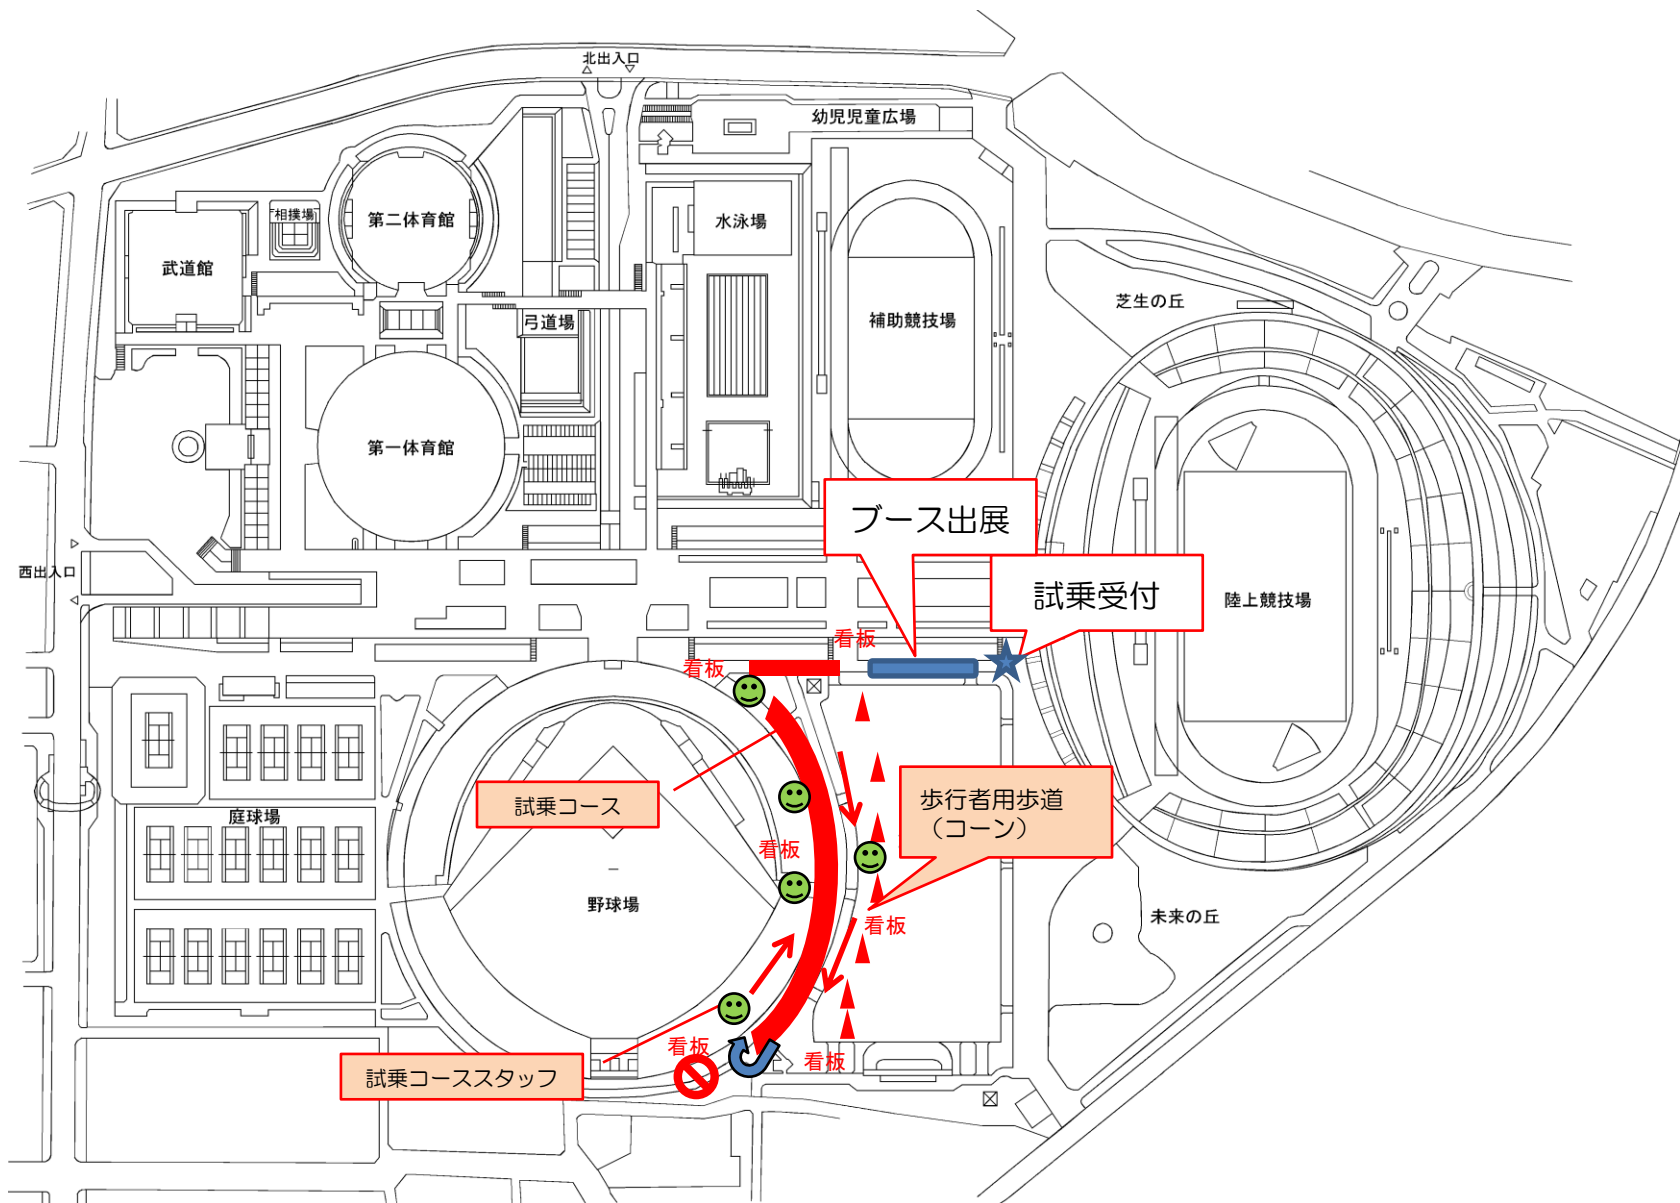 北出入口
幼児児童広場
相撲場
第二体育館
水泳場
武道館
芝生の丘
弓道場
補助競技場
第一体育館
ブース出展
西出入口
試乗受付
陸上競技場
看板
看板
試乗コース
歩行者用歩道
（コーン）
庭球場
看板
野球場
看板
未来の丘
看板
看板
試乗コーススタッフ